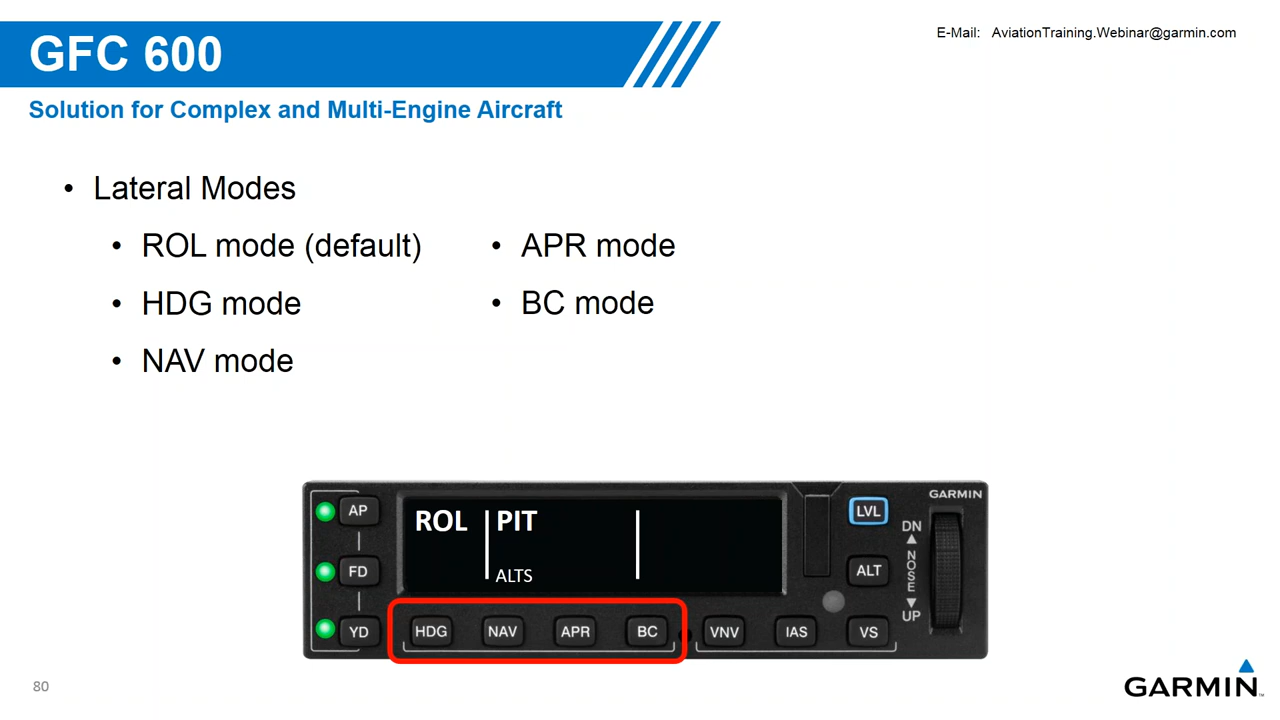 GFC 600
E-Mail: AviationTraining.Webinar@garmin.com
Solution for Complex and Multi-Engine Aircraft
• Lateral Modes
• ROL mode (default)
• HDG mode
• NAV mode
• APR mode
• BC mode
AP
FD
YD
ROL
PIT
ALTS
HDG
NAV
APR
BC
VNV
IAS
VS
LVL
ALT
GARMIN
DN
NOSE
UP
80
GARMIN™